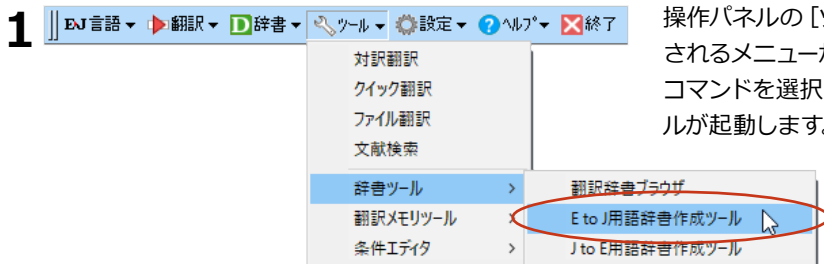 1
EXJ 言語 ▼ 翻訳 ▼ D 辞書 ▼ ツール ▼ 設定 ▼ ? ヘルプ ▼ 終了
対訳翻訳
クイック翻訳
ファイル翻訳
文献検索
辞書ツール >
翻訳メモリツール
条件エディタ >
翻訳辞書ブラウザ
E to J用語辞書作成ツール
J to E用語辞書作成ツール
操作パネルの [ツ
されるメニューか
コマンドを選択
ルが起動します。